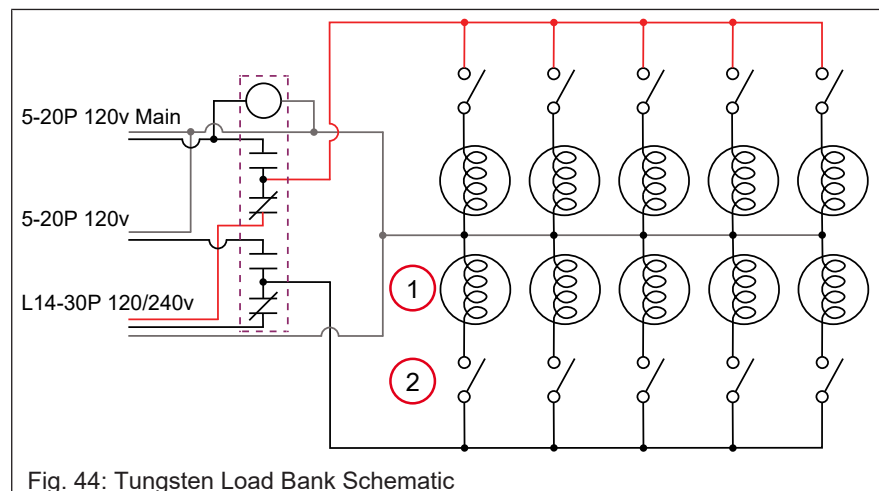 5-20P 120v Main
5-20P 120v
L14-30P 120/240v
1
2
Fig. 44: Tungsten Load Bank Schematic